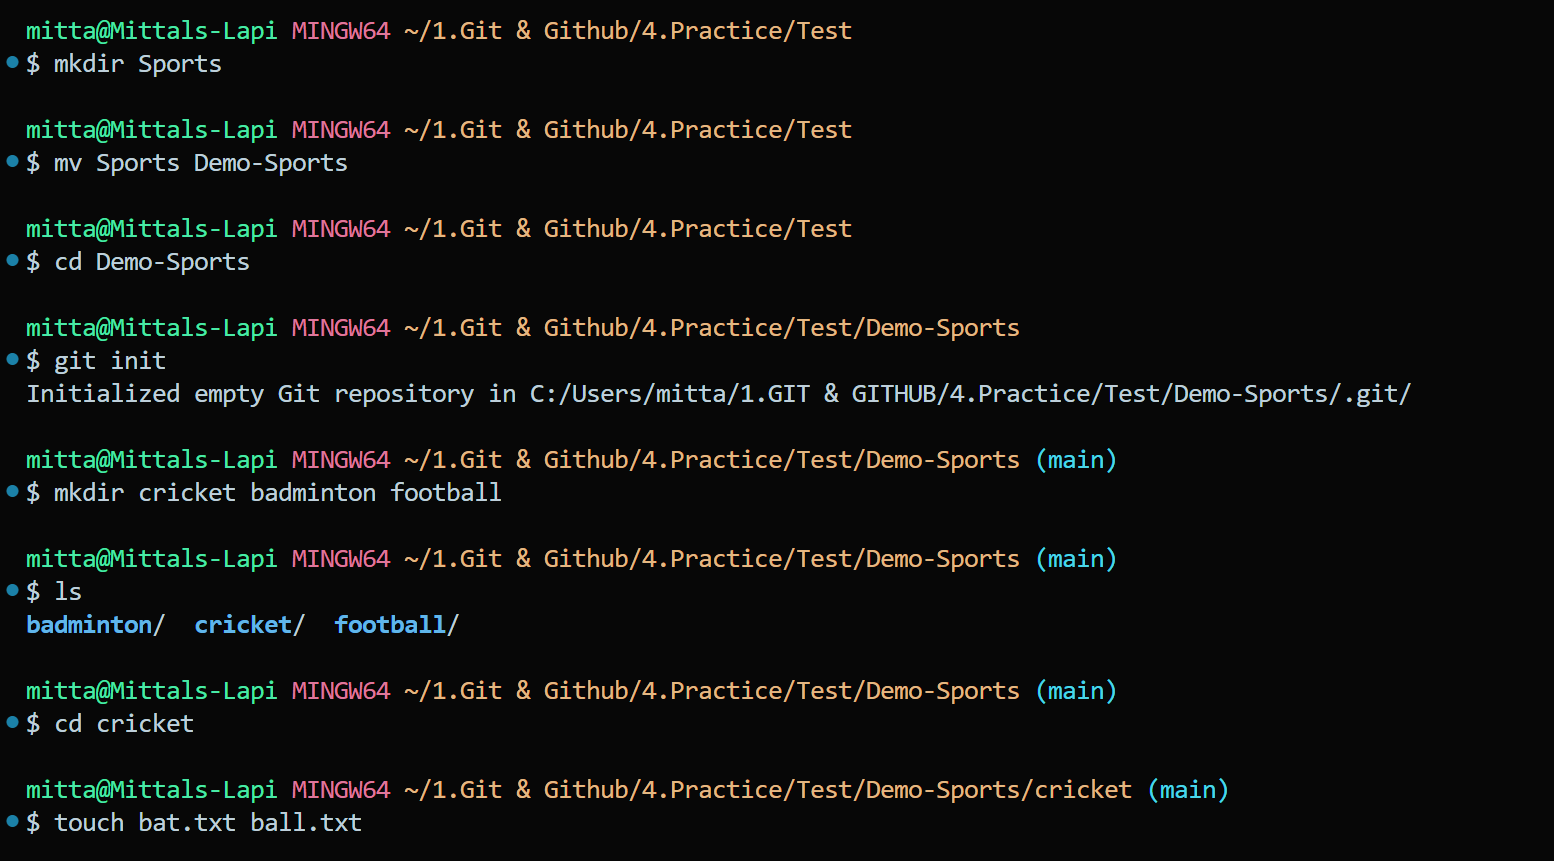 mitta@Mittals-Lapi MINGW64 ~/1.Git & Github/4.Practice/Test
$ mkdir Sports
mitta@Mittals-Lapi MINGW64 ~/1.Git & Github/4.Practice/Test
$ mv Sports Demo-Sports
mitta@Mittals-Lapi MINGW64 ~/1.Git & Github/4.Practice/Test
$ cd Demo-Sports
mitta@Mittals-Lapi MINGW64 ~/1.Git & Github/4.Practice/Test/Demo-Sports
$ git init
Initialized empty Git repository in C:/Users/mitta/1.GIT & GITHUB/4.Practice/Test/Demo-Sports/.git/
mitta@Mittals-Lapi MINGW64 ~/1.Git & Github/4.Practice/Test/Demo-Sports (main)
$ mkdir cricket badminton football
mitta@Mittals-Lapi MINGW64 ~/1.Git & Github/4.Practice/Test/Demo-Sports (main)
$ ls
badminton/  cricket/  football/
mitta@Mittals-Lapi MINGW64 ~/1.Git & Github/4.Practice/Test/Demo-Sports (main)
$ cd cricket
mitta@Mittals-Lapi MINGW64 ~/1.Git & Github/4.Practice/Test/Demo-Sports/cricket (main)
$ touch bat.txt ball.txt